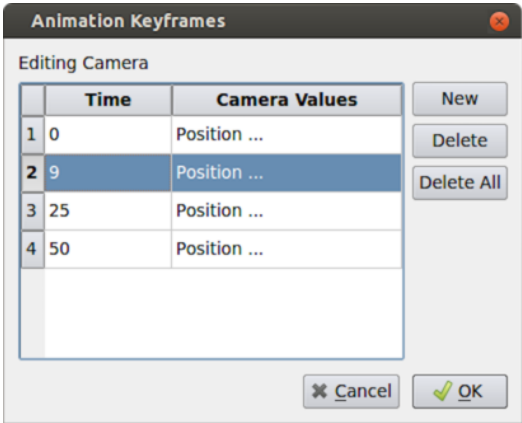 Animation Keyframes
Editing Camera
Time Camera Values
1 0 Position ...
2 9 Position ...
3 25 Position ...
4 50 Position ...
New
Delete
Delete All
Cancel OK